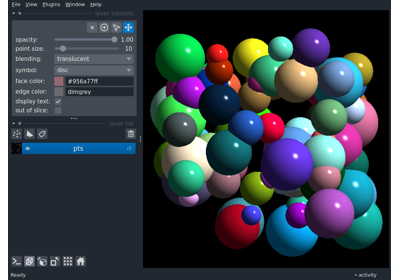 File View Plugins Window Help
layer controls
opacity: 1.00
point size: 10
blending: translucent
symbol: disc
face color: #956a77ff
edge color: dimgrey
display text:
out of slice:
layer list
pts
Ready
activity